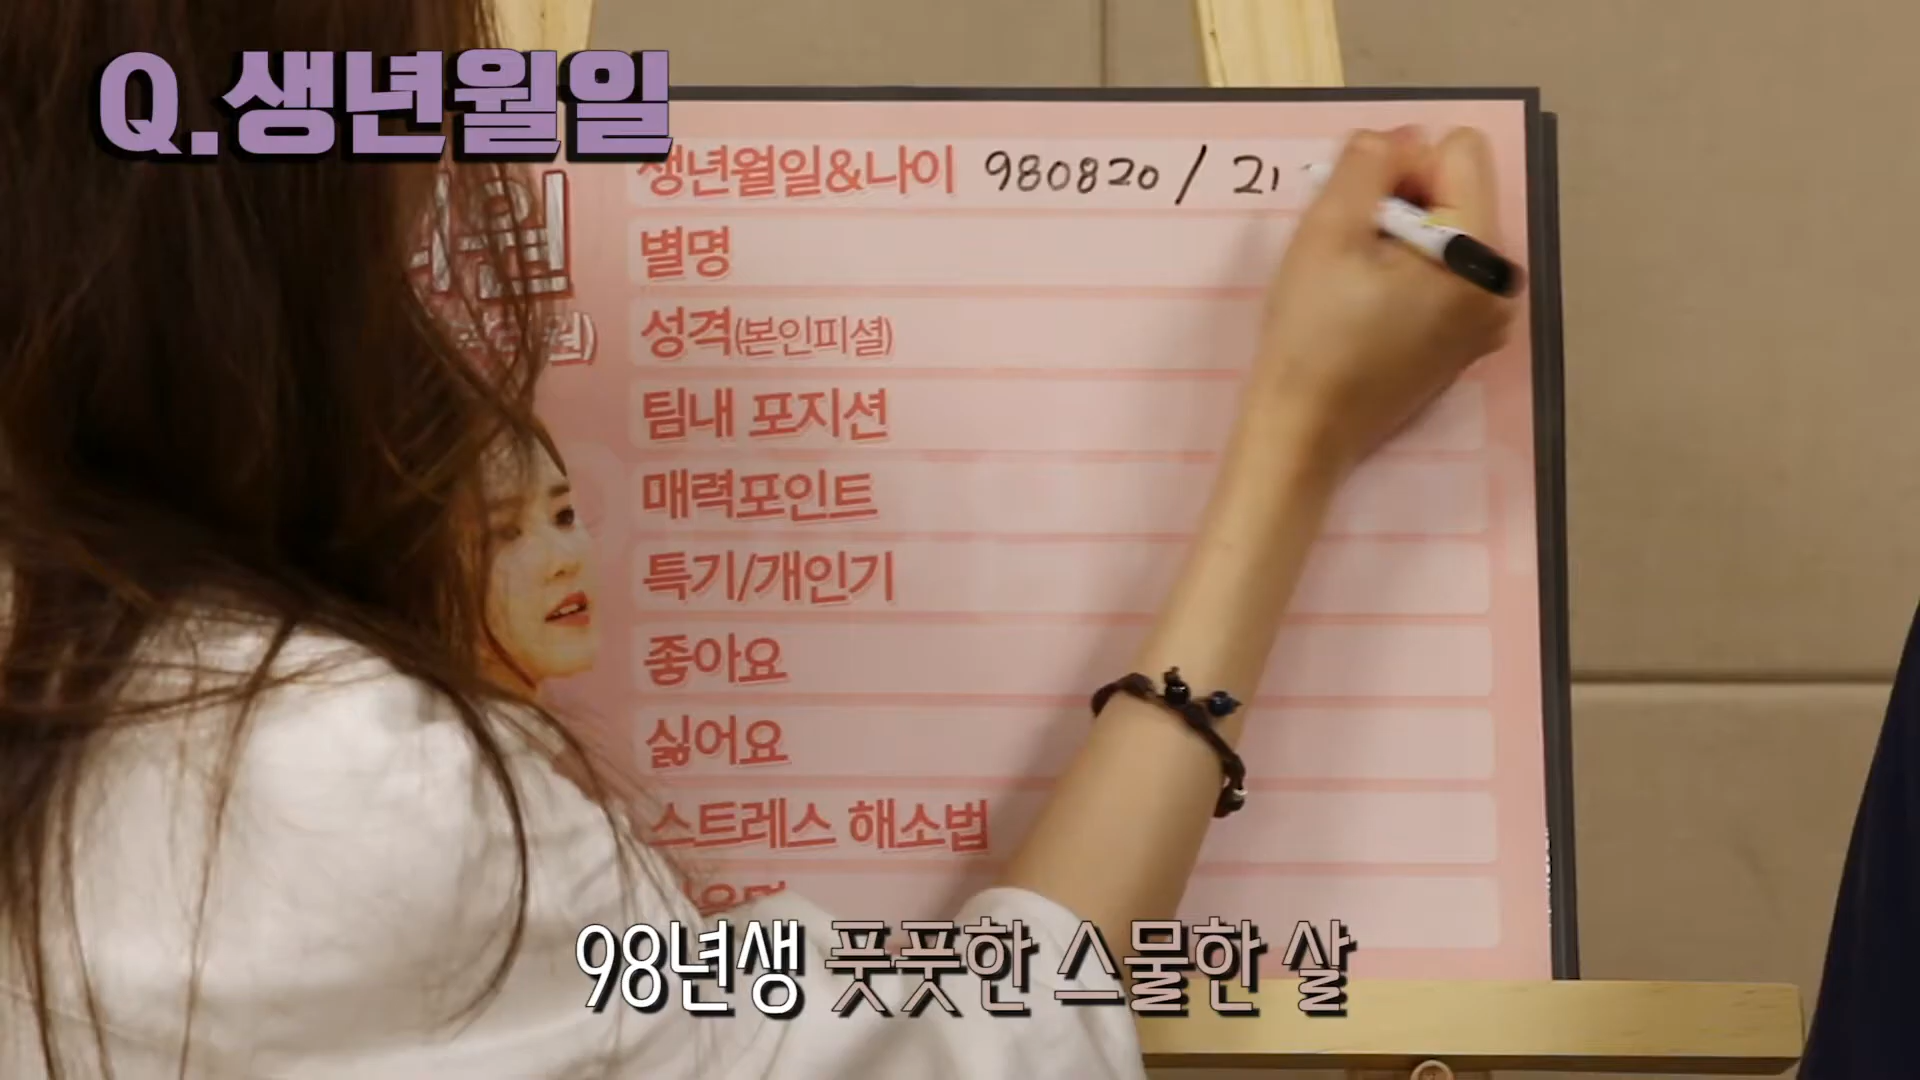 Q.생년월일
생년월일&나이 980820 / 21
별명
성격(본인피셜)
팀내 포지션
매력포인트
특기/개인기
좋아요
싫어요
스트레스 해소법
98년생 풋풋한 스물한 살